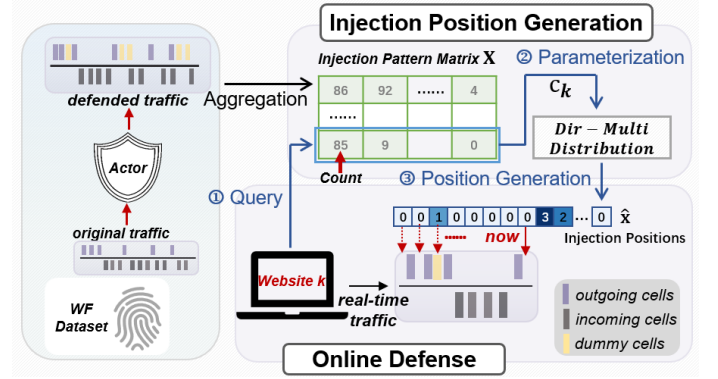 Injection Position Generation
defended traffic
Actor
original traffic
WF
Dataset
Aggregation
Injection Pattern Matrix X
86 92 …… 4
……
85 9 0
Count
② Parameterization
C_k
Dir − Multi
Distribution
① Query
③ Position Generation
0 0 1 0 0 0 0 0 3 2 ... 0 x̂
Injection Positions
......
now
Website k
real-time
traffic
outgoing cells
incoming cells
dummy cells
Online Defense